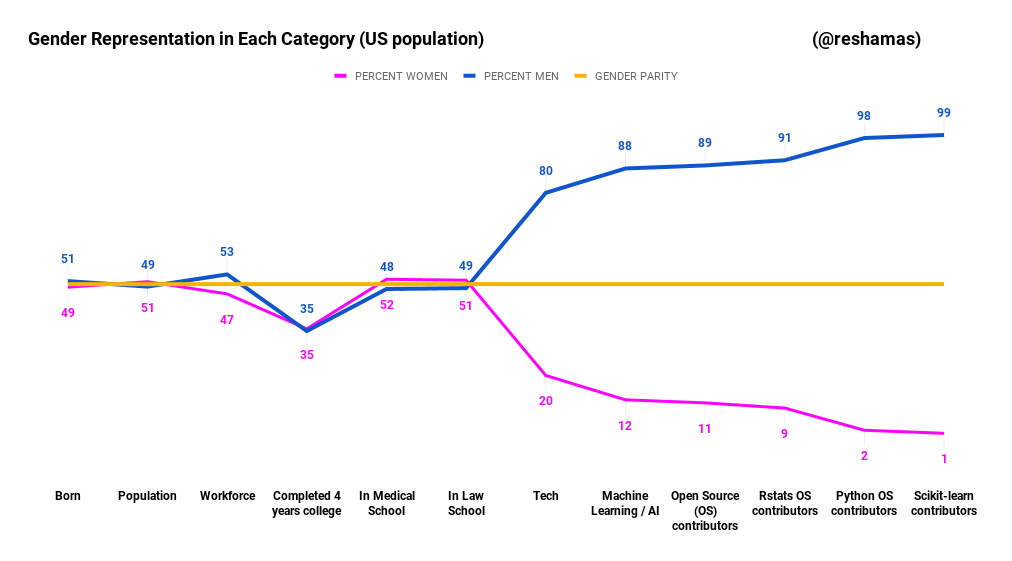 Gender Representation in Each Category (US population)
(@reshamas)
PERCENT WOMEN
PERCENT MEN
GENDER PARITY
51
49
53
35
48
49
80
88
89
91
98
99
49
51
47
35
52
51
20
12
11
9
2
1
Born
Population
Workforce
Completed 4
years college
In Medical
School
In Law
School
Tech
Machine
Learning / AI
Open Source
(OS)
contributors
Rstats OS
contributors
Python OS
contributors
Scikit-learn
contributors